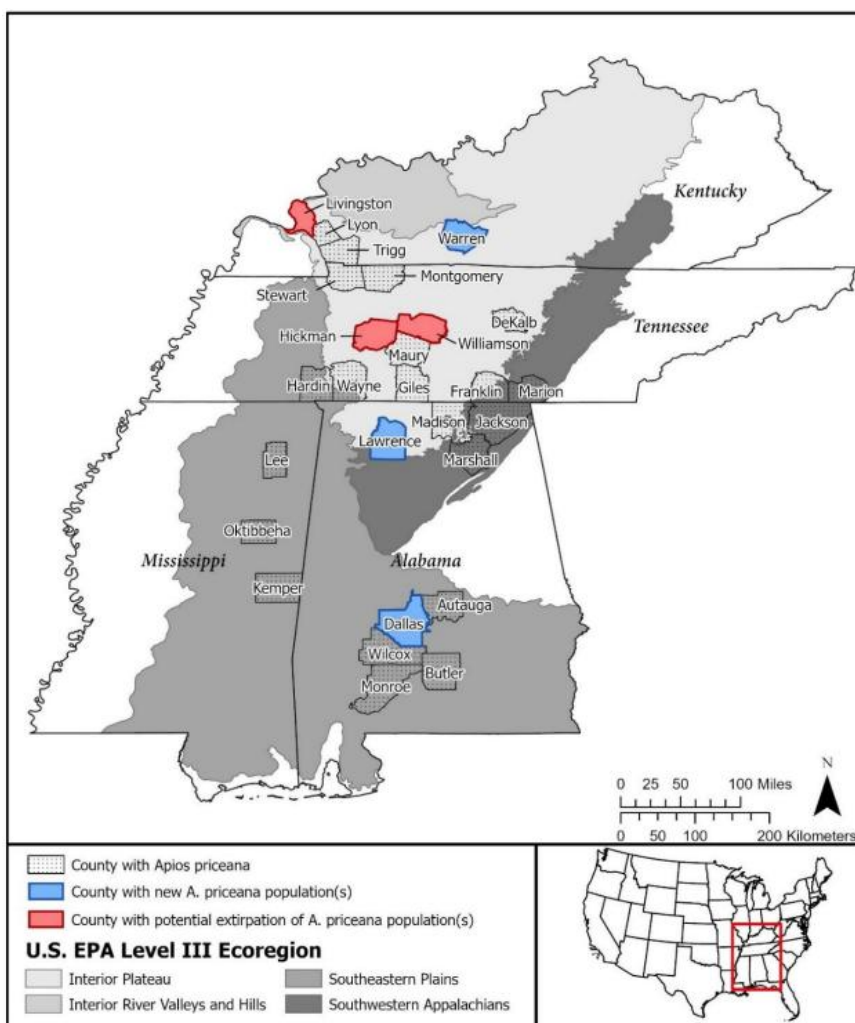 Livingston
Lyon
Trigg
Warren
Kentucky
Montgomery
Stewart
DeKalb
Tennessee
Hickman
Williamson
Maury
Hardin
Wayne
Giles
Franklin
Marion
Madison
Jackson
Lawrence
Marshall
Lee
Oktibbeha
Mississippi
Alabama
Kemper
Autauga
Dallas
Wilcox
Butler
Monroe
N
0 25 50 100 Miles
0 50 100 200 Kilometers
County with Apios priceana
County with new A. priceana population(s)
County with potential extirpation of A. priceana population(s)
U.S. EPA Level III Ecoregion
Interior Plateau
Southeastern Plains
Interior River Valleys and Hills
Southwestern Appalachians